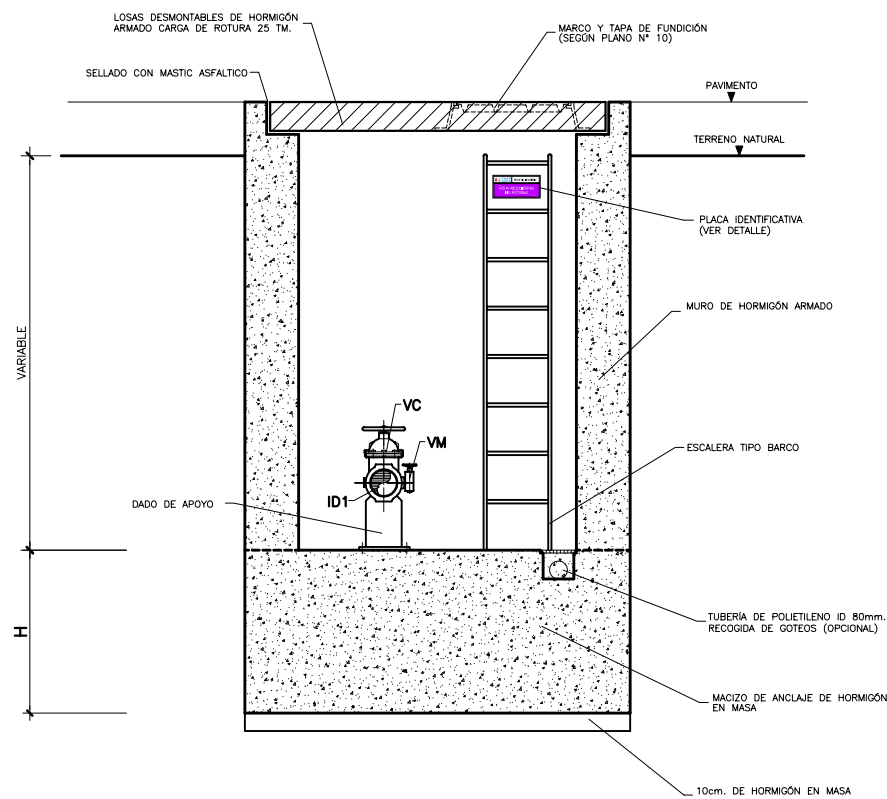 LOSAS DESMONTABLES DE HORMIGÓN
ARMADO CARGA DE ROTURA 25 TM.
MARCO Y TAPA DE FUNDICIÓN
(SEGÚN PLANO N° 10)
SELLADO CON MASTIC ASFALTICO
PAVIMENTO
TERRENO NATURAL
PLACA IDENTIFICATIVA
(VER DETALLE)
MURO DE HORMIGÓN ARMADO
VARIABLE
VC
VM
ESCALERA TIPO BARCO
ID1
DADO DE APOYO
TUBERÍA DE POLIETILENO ID 80mm.
RECOGIDA DE GOTEOS (OPCIONAL)
H
MACIZO DE ANCLAJE DE HORMIGÓN
EN MASA
10cm. DE HORMIGÓN EN MASA